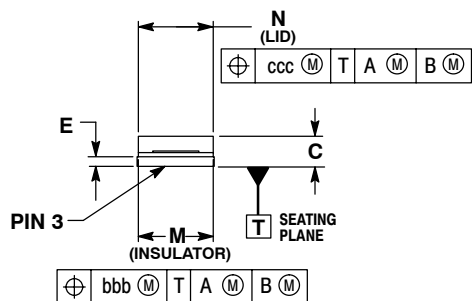 N
(LID)
⌖ ccc Ⓜ T A Ⓜ B Ⓜ
E
C
PIN 3
M
(INSULATOR)
T SEATING
PLANE
⌖ bbb Ⓜ T A Ⓜ B Ⓜ